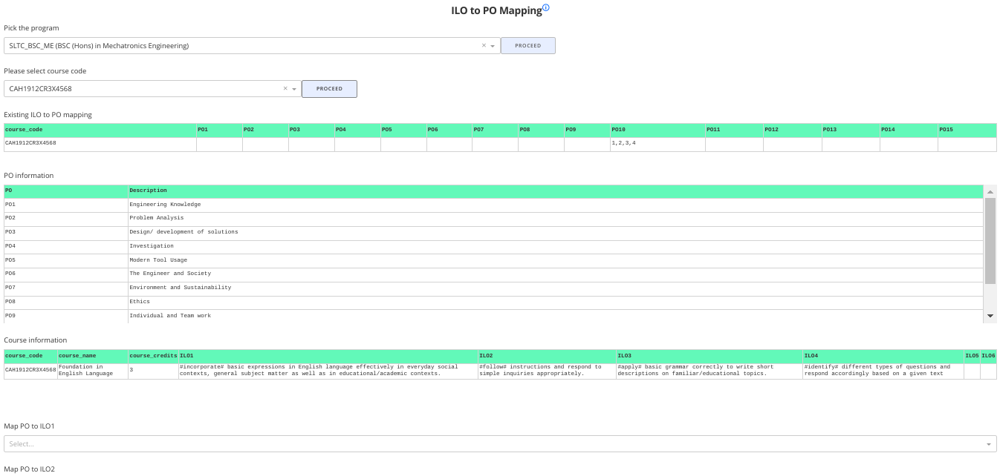 ILO to PO Mapping
Pick the program
SLTC_BSC_ME (BSC (Hons) in Mechatronics Engineering) × PROCEED
Please select course code
CAH1912CR3X4568 × PROCEED
Existing ILO to PO mapping
course_code PO1 PO2 PO3 PO4 PO5 PO6 PO7 PO8 PO9 PO10 PO11 PO12 PO13 PO14 PO15
CAH1912CR3X4568 1,2,3,4
PO information
PO Description
PO1 Engineering Knowledge
PO2 Problem Analysis
PO3 Design/ development of solutions
PO4 Investigation
PO5 Modern Tool Usage
PO6 The Engineer and Society
PO7 Environment and Sustainability
PO8 Ethics
PO9 Individual and Team work
Course information
course_code course_name course_credits ILO1 ILO2 ILO3 ILO4 ILO5 ILO6
CAH1912CR3X4568 Foundation in English Language 3 #incorporate# basic expressions in English language effectively in everyday social contexts, general subject matter as well as in educational/academic contexts. #follow# instructions and respond to simple inquiries appropriately. #apply# basic grammar correctly to write short descriptions on familiar/educational topics. #identify# different types of questions and respond accordingly based on a given text
Map PO to ILO1
Select...
Map PO to ILO2